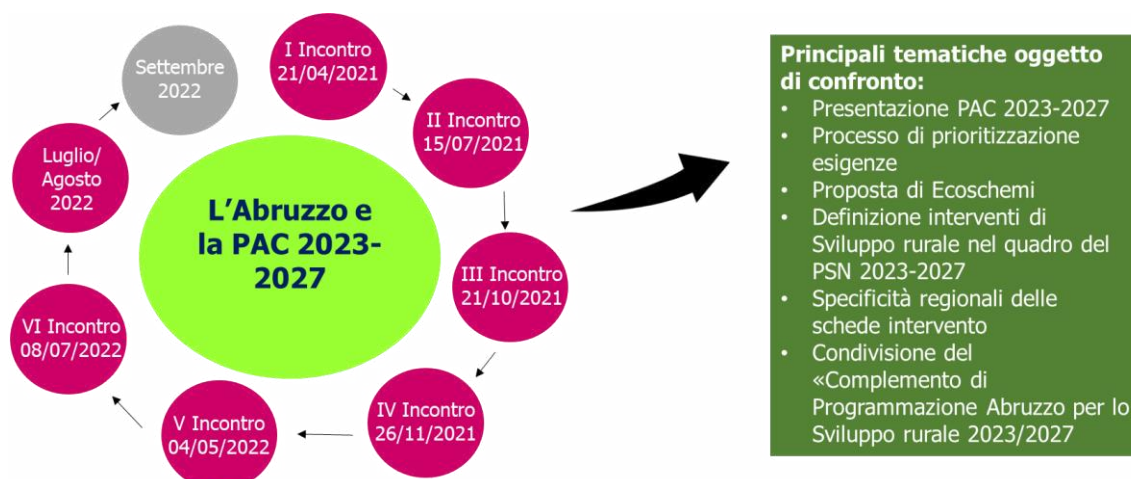 I Incontro
21/04/2021
II Incontro
15/07/2021
III Incontro
21/10/2021
IV Incontro
26/11/2021
V Incontro
04/05/2022
VI Incontro
08/07/2022
Luglio/
Agosto
2022
Settembre
2022
L'Abruzzo e
la PAC 2023-
2027
Principali tematiche oggetto
di confronto:
• Presentazione PAC 2023-2027
• Processo di prioritizzazione
esigenze
• Proposta di Ecoschemi
• Definizione interventi di
Sviluppo rurale nel quadro del
PSN 2023-2027
• Specificità regionali delle
schede intervento
• Condivisione del
«Complemento di
Programmazione Abruzzo per lo
Sviluppo rurale 2023/2027